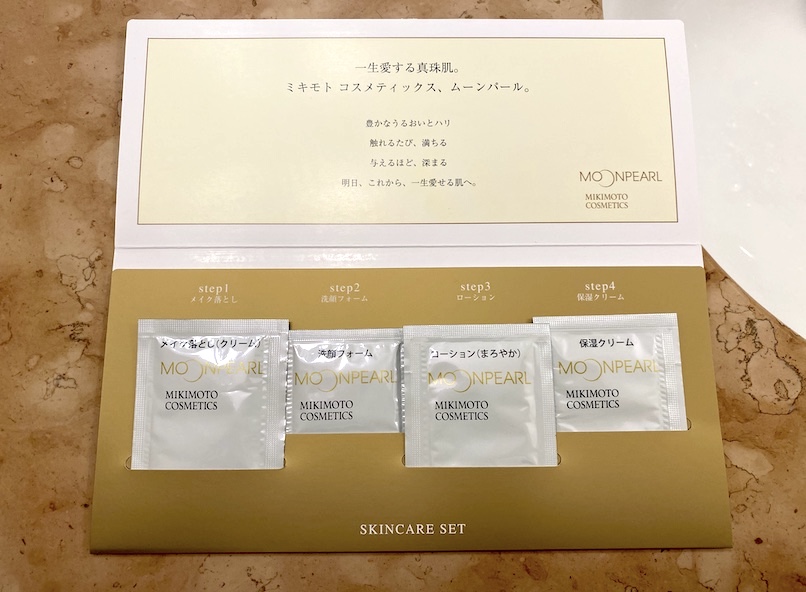 一生愛する真珠肌。
ミキモト コスメティックス、ムーンパール。
豊かなうるおいとハリ
触れるたび、満ちる
与えるほど、深まる
明日、これから、一生愛せる肌へ。
MOONPEARL
MIKIMOTO
COSMETICS
step1
メイク落とし
step2
洗顔フォーム
step3
ローション
step4
保湿クリーム
メイク落とし(クリーム)
MOONPEARL
MIKIMOTO
COSMETICS
洗顔フォーム
MOONPEARL
MIKIMOTO
COSMETICS
ローション(まろやか)
MOONPEARL
MIKIMOTO
COSMETICS
保湿クリーム
MOONPEARL
MIKIMOTO
COSMETICS
SKINCARE SET